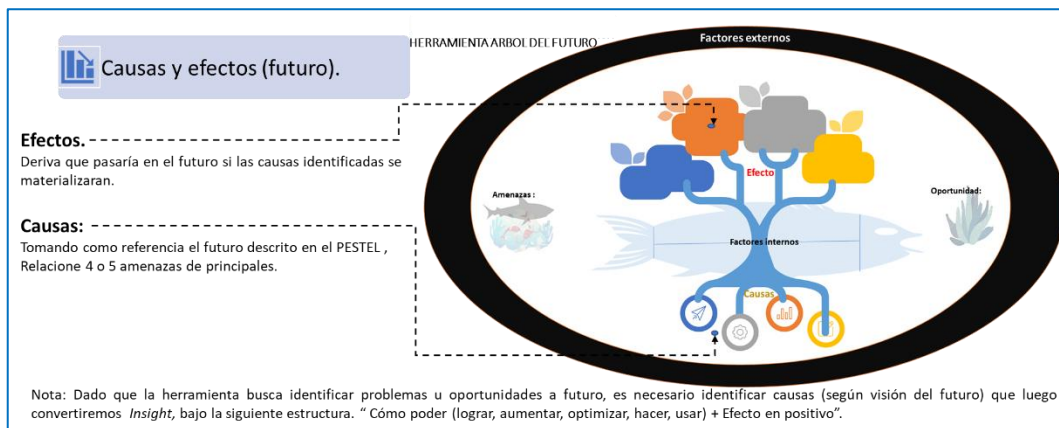 HERRAMIENTA ARBOL DEL FUTURO
Factores externos
Causas y efectos (futuro).
Efectos.
Deriva que pasaría en el futuro si las causas identificadas se
materializaran.
Efecto
Amenazas :
Oportunidad:
Causas:
Tomando como referencia el futuro descrito en el PESTEL ,
Relacione 4 o 5 amenazas de principales.
Factores internos
Causas
Nota: Dado que la herramienta busca identificar problemas u oportunidades a futuro, es necesario identificar causas (según visión del futuro) que luego
convertiremos Insight, bajo la siguiente estructura. “ Cómo poder (lograr, aumentar, optimizar, hacer, usar) + Efecto en positivo”.